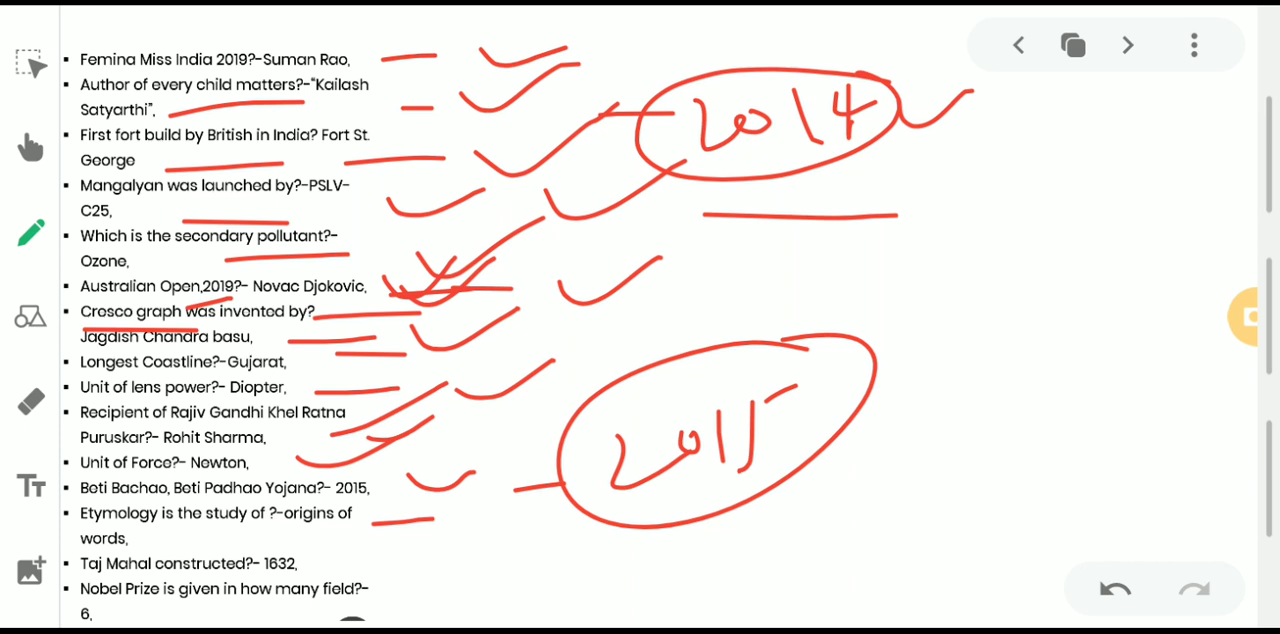 Femina Miss India 2019?-Suman Rao,
Author of every child matters?-"Kailash
Satyarthi",
First fort build by British in India? Fort St.
George
Mangalyan was launched by?-PSLV-
C25,
Which is the secondary pollutant?-
Ozone,
Australian Open,2019?- Novac Djokovic,
Cresco graph was invented by?
Jagdish Chandra basu,
Longest Coastline?-Gujarat,
Unit of lens power?- Diopter,
Recipient of Rajiv Gandhi Khel Ratna
Puruskar?- Rohit Sharma,
Unit of Force?- Newton,
Beti Bachao, Beti Padhao Yojana?- 2015,
Etymology is the study of ?-origins of
words,
Taj Mahal constructed?- 1632,
Nobel Prize is given in how many field?-
6,
2014
2015
TT